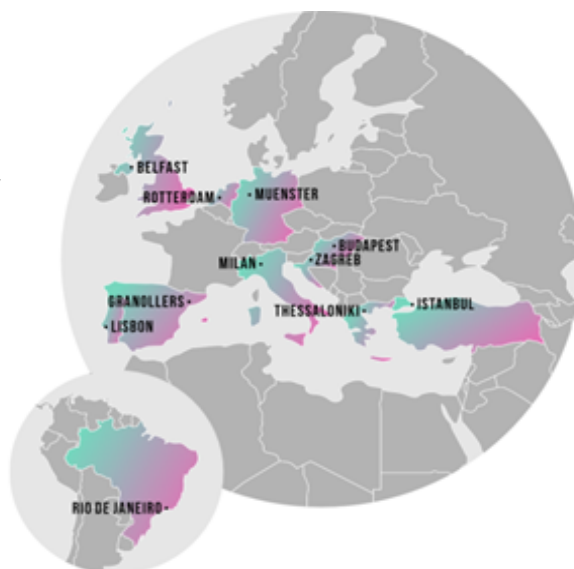 BELFAST
ROTTERDAM
MUENSTER
BUDAPEST
ZAGREB
MILAN
GRANOLLERS
THESSALONIKI
ISTANBUL
LISBON
RIO DE JANEIRO